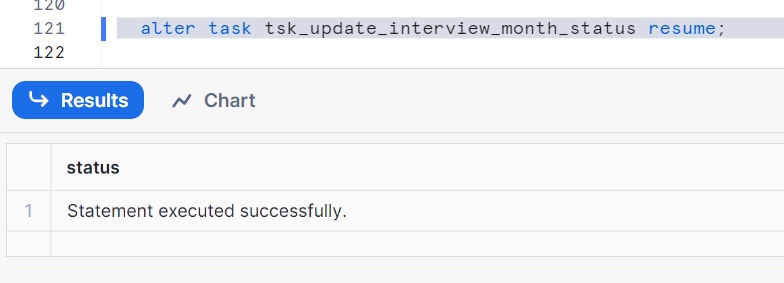 120
121 alter task tsk_update_interview_month_status resume;
122
Results Chart
status
1 Statement executed successfully.